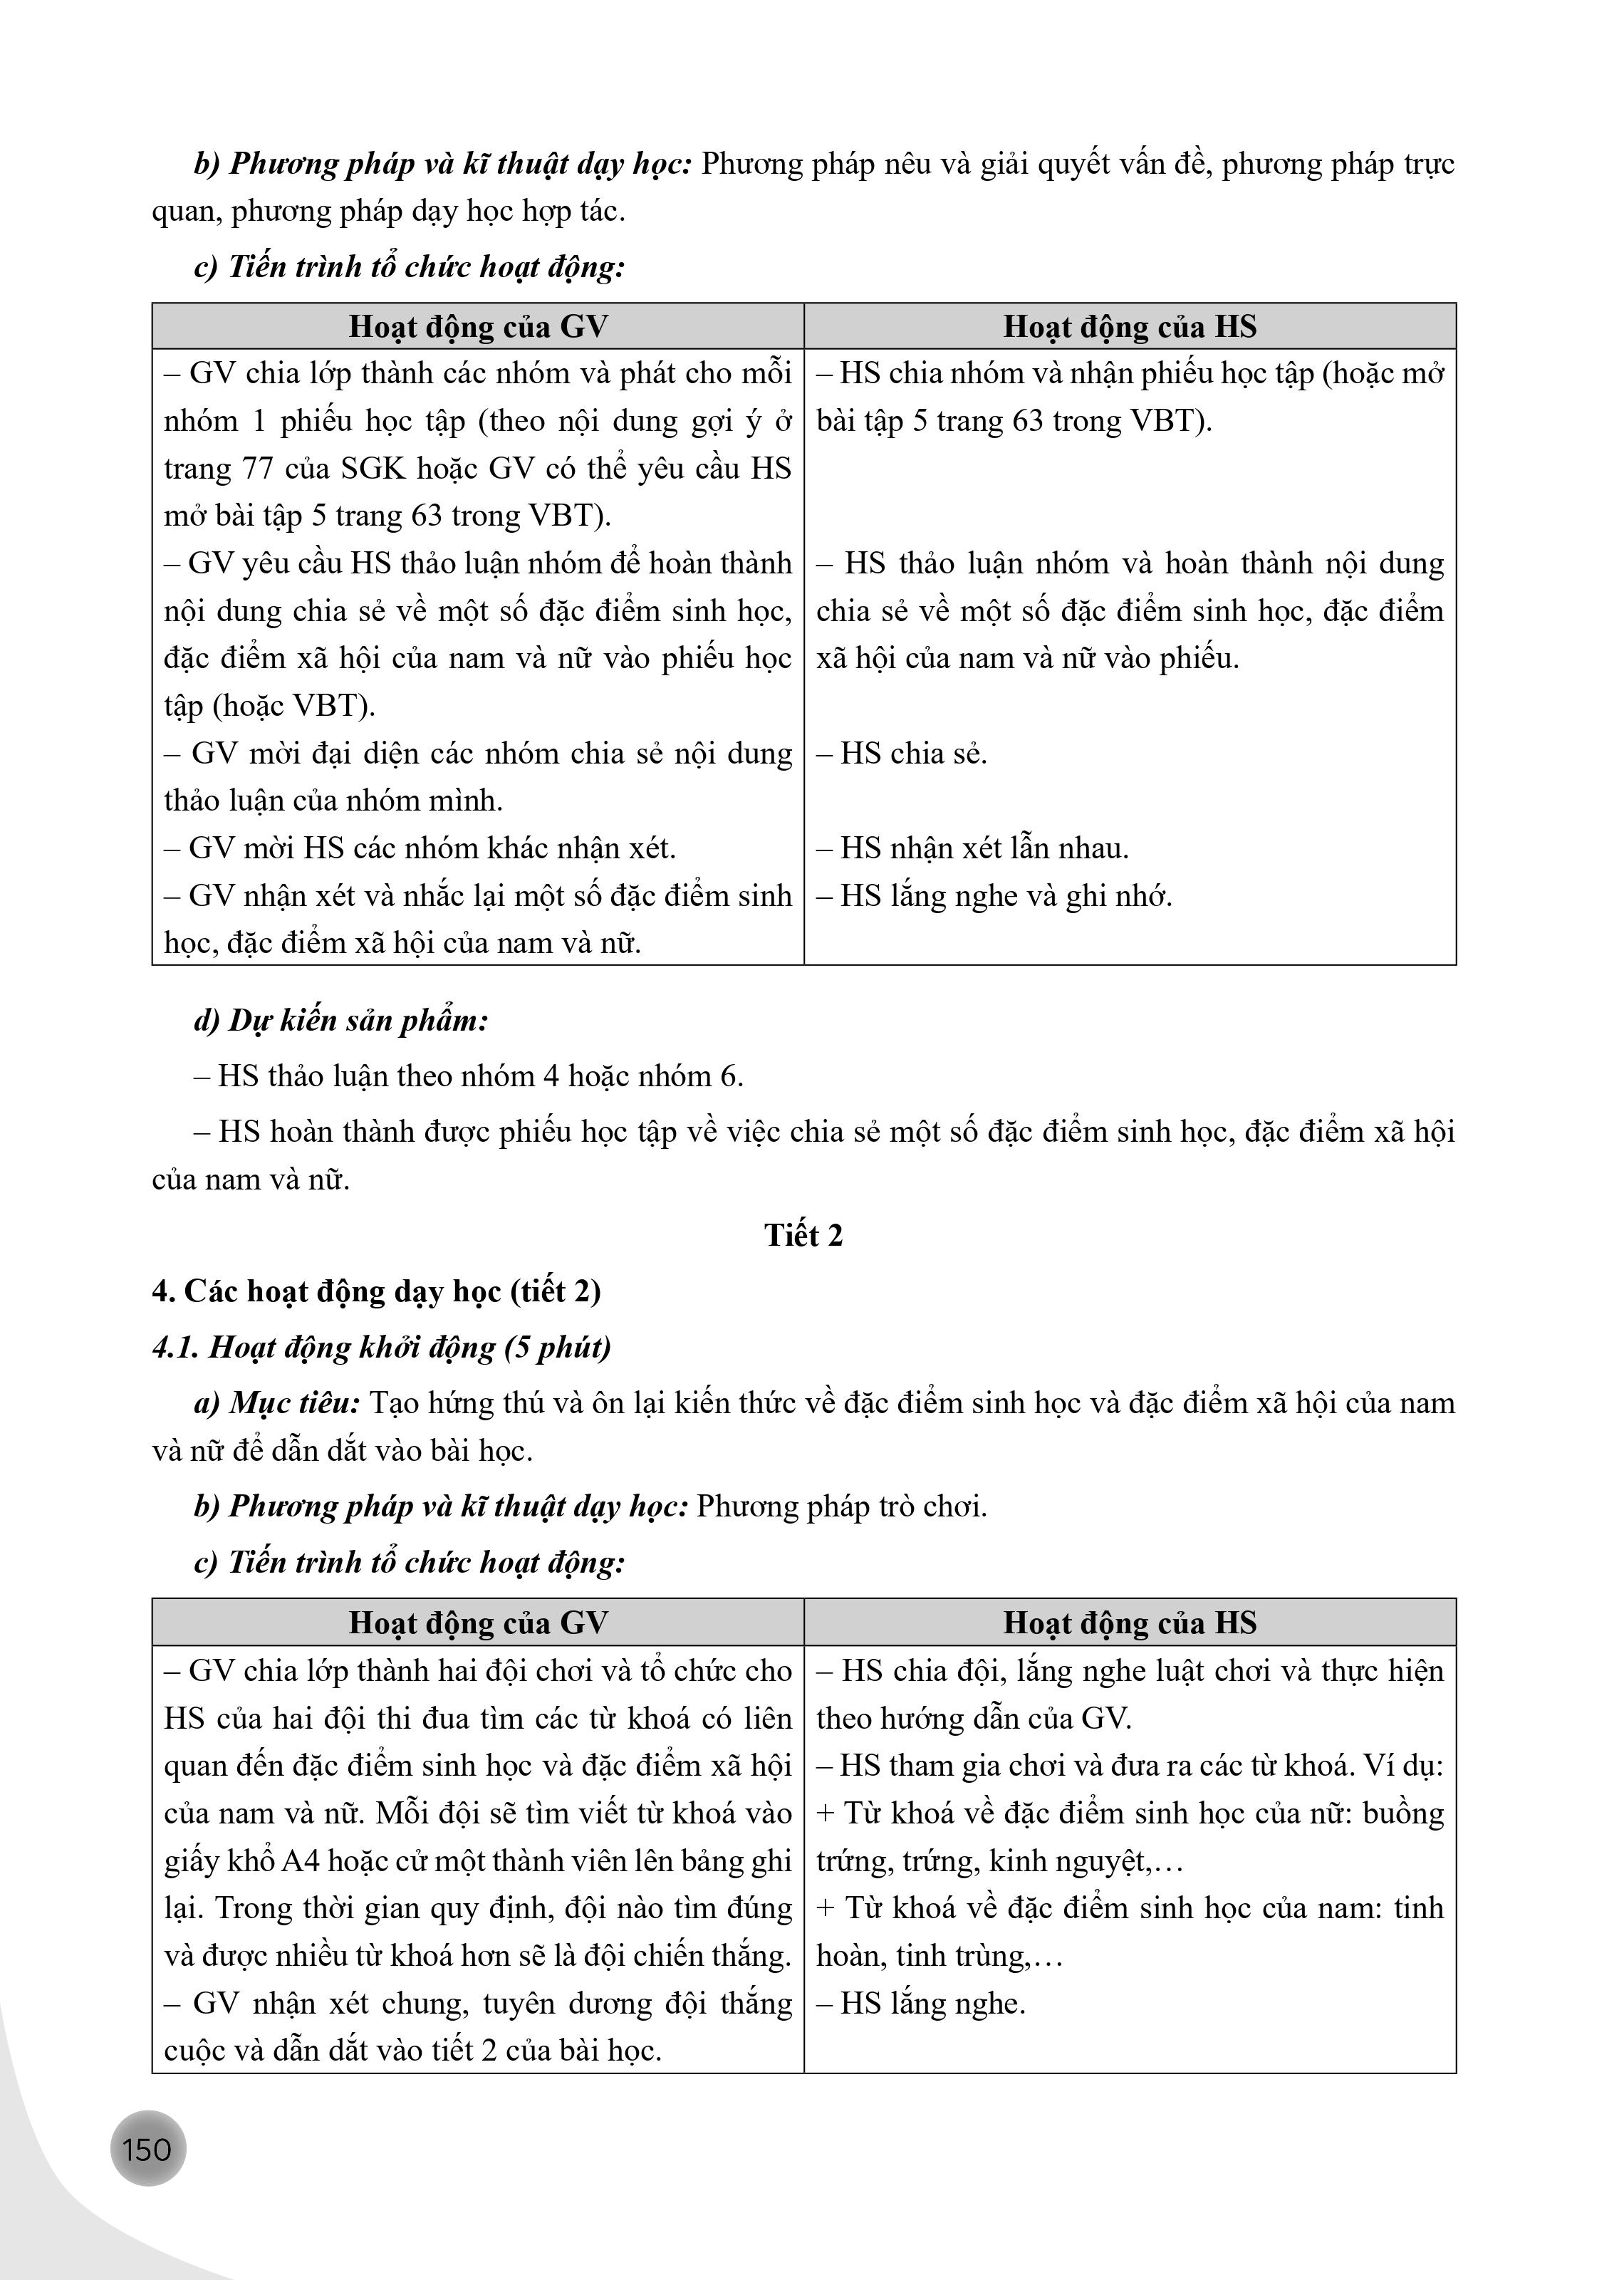 b) Phương pháp và kĩ thuật dạy học: Phương pháp nêu và giải quyết vấn đề, phương pháp trực
quan, phương pháp dạy học hợp tác.
c) Tiến trình tổ chức hoạt động:
Hoạt động của GV
– GV chia lớp thành các nhóm và phát cho mỗi
nhóm 1 phiếu học tập (theo nội dung gợi ý ở
trang 77 của SGK hoặc GV có thể yêu cầu HS
mở bài tập 5 trang 63 trong VBT).
– GV yêu cầu HS thảo luận nhóm để hoàn thành
nội dung chia sẻ về một số đặc điểm sinh học,
đặc điểm xã hội của nam và nữ vào phiếu học
tập (hoặc VBT).
– GV mời đại diện các nhóm chia sẻ nội dung
thảo luận của nhóm mình.
– GV mời HS các nhóm khác nhận xét.
– GV nhận xét và nhắc lại một số đặc điểm sinh
học, đặc điểm xã hội của nam và nữ.
Hoạt động của HS
– HS chia nhóm và nhận phiếu học tập (hoặc mở
bài tập 5 trang 63 trong VBT).
– HS thảo luận nhóm và hoàn thành nội dung
chia sẻ về một số đặc điểm sinh học, đặc điểm
xã hội của nam và nữ vào phiếu.
– HS chia sẻ.
– HS nhận xét lẫn nhau.
– HS lắng nghe và ghi nhớ.
d) Dự kiến sản phẩm:
– HS thảo luận theo nhóm 4 hoặc nhóm 6.
– HS hoàn thành được phiếu học tập về việc chia sẻ một số đặc điểm sinh học, đặc điểm xã hội
của nam và nữ.
Tiết 2
4. Các hoạt động dạy học (tiết 2)
4.1. Hoạt động khởi động (5 phút)
a) Mục tiêu: Tạo hứng thú và ôn lại kiến thức về đặc điểm sinh học và đặc điểm xã hội của nam
và nữ để dẫn dắt vào bài học.
b) Phương pháp và kĩ thuật dạy học: Phương pháp trò chơi.
c) Tiến trình tổ chức hoạt động:
Hoạt động của GV
– GV chia lớp thành hai đội chơi và tổ chức cho
HS của hai đội thi đua tìm các từ khoá có liên
quan đến đặc điểm sinh học và đặc điểm xã hội
của nam và nữ. Mỗi đội sẽ tìm viết từ khoá vào
giấy khổ A4 hoặc cử một thành viên lên bảng ghi
lại. Trong thời gian quy định, đội nào tìm đúng
và được nhiều từ khoá hơn sẽ là đội chiến thắng.
– GV nhận xét chung, tuyên dương đội thắng
cuộc và dẫn dắt vào tiết 2 của bài học.
Hoạt động của HS
– HS chia đội, lắng nghe luật chơi và thực hiện
theo hướng dẫn của GV.
– HS tham gia chơi và đưa ra các từ khoá. Ví dụ:
+ Từ khoá về đặc điểm sinh học của nữ: buồng
trứng, trứng, kinh nguyệt,…
+ Từ khoá về đặc điểm sinh học của nam: tinh
hoàn, tinh trùng,…
– HS lắng nghe.
150